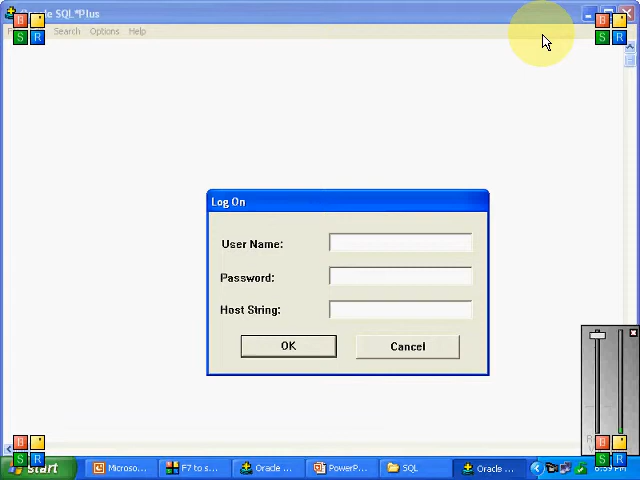 Oracle SQL*Plus
Search Options Help
B
S R
B
S R
Log On
User Name:
Password:
Host String:
OK Cancel
B
S R
B
S R
start Microso... F7 to s... Oracle ... PowerP... SQL Oracle ...